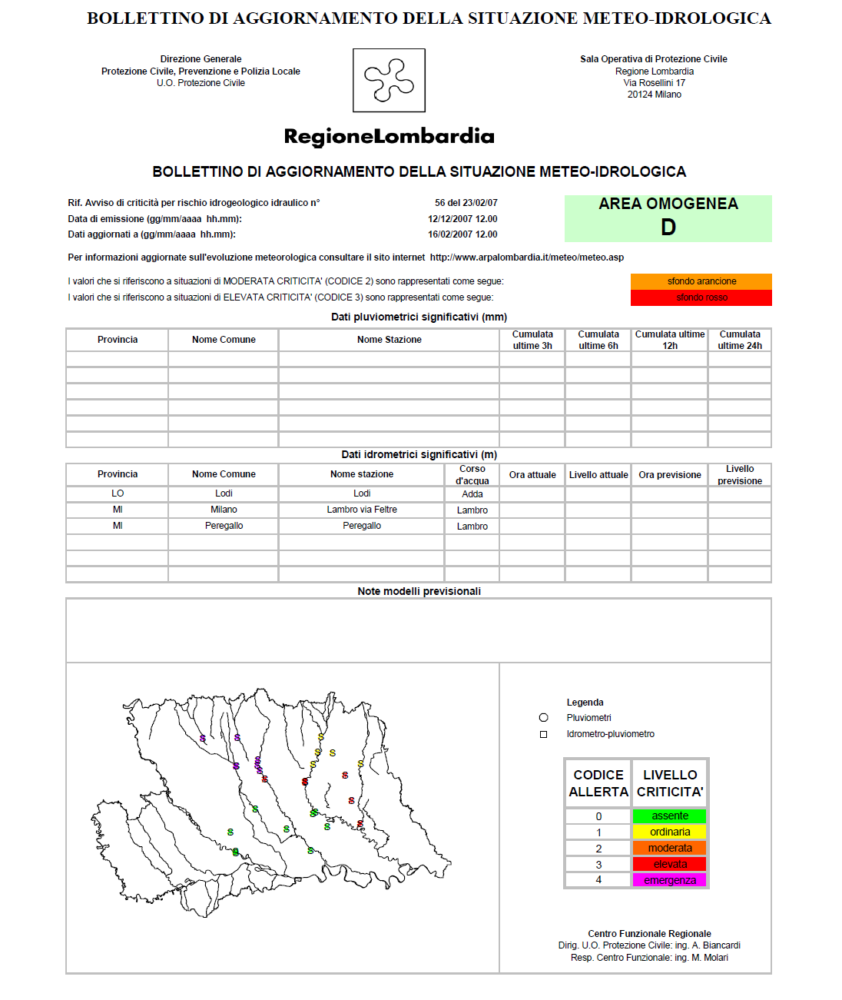 BOLLETTINO DI AGGIORNAMENTO DELLA SITUAZIONE METEO-IDROLOGICA
Direzione Generale
Protezione Civile, Prevenzione e Polizia Locale
U.O. Protezione Civile
Sala Operativa di Protezione Civile
Regione Lombardia
Via Rosellini 17
20124 Milano
RegioneLombardia
BOLLETTINO DI AGGIORNAMENTO DELLA SITUAZIONE METEO-IDROLOGICA
Rif. Avviso di criticità per rischio idrogeologico idraulico n° 56 del 23/02/07
Data di emissione (gg/mm/aaaa hh.mm): 12/12/2007 12.00
Dati aggiornati a (gg/mm/aaaa hh.mm): 16/02/2007 12.00
AREA OMOGENEA
D
Per informazioni aggiornate sull'evoluzione meteorologica consultare il sito internet http://www.arpalombardia.it/meteo/meteo.asp
I valori che si riferiscono a situazioni di MODERATA CRITICITA' (CODICE 2) sono rappresentati come segue: sfondo arancione
I valori che si riferiscono a situazioni di ELEVATA CRITICITA' (CODICE 3) sono rappresentati come segue: sfondo rosso
Dati pluviometrici significativi (mm)
Provincia Nome Comune Nome Stazione Cumulata ultime 3h Cumulata ultime 6h Cumulata ultime 12h Cumulata ultime 24h
Dati idrometrici significativi (m)
Provincia Nome Comune Nome stazione Corso d'acqua Ora attuale Livello attuale Ora previsione Livello previsione
LO Lodi Lodi Adda
MI Milano Lambro via Feltre Lambro
MI Peregallo Peregallo Lambro
Note modelli previsionali
Legenda
Pluviometri
Idrometro-pluviometro
CODICE ALLERTA LIVELLO CRITICITA'
0 assente
1 ordinaria
2 moderata
3 elevata
4 emergenza
Centro Funzionale Regionale
Dirig. U.O. Protezione Civile: ing. A. Biancardi
Resp. Centro Funzionale: ing. M. Molari